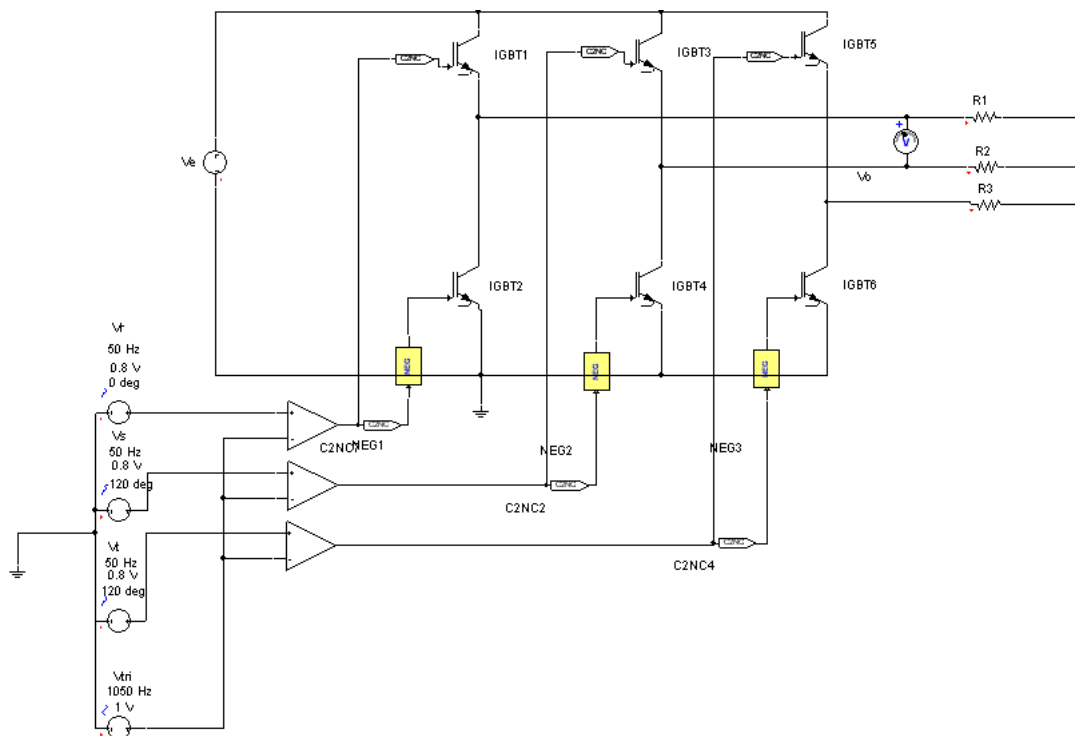 IGBT1
IGBT3
IGBT5
C2NC
C2NC
C2NC
R1
+
V
R2
Vo
R3
Ve
IGBT2
IGBT4
IGBT6
NEG
NEG
NEG
Vr
50 Hz
0.8 V
0 deg
+
-
C2NC
C2NC1
NEG1
NEG2
NEG3
Vs
50 Hz
0.8 V
120 deg
+
-
C2NC
C2NC2
Vt
50 Hz
0.8 V
120 deg
+
-
C2NC
C2NC4
Vtri
1050 Hz
1 V